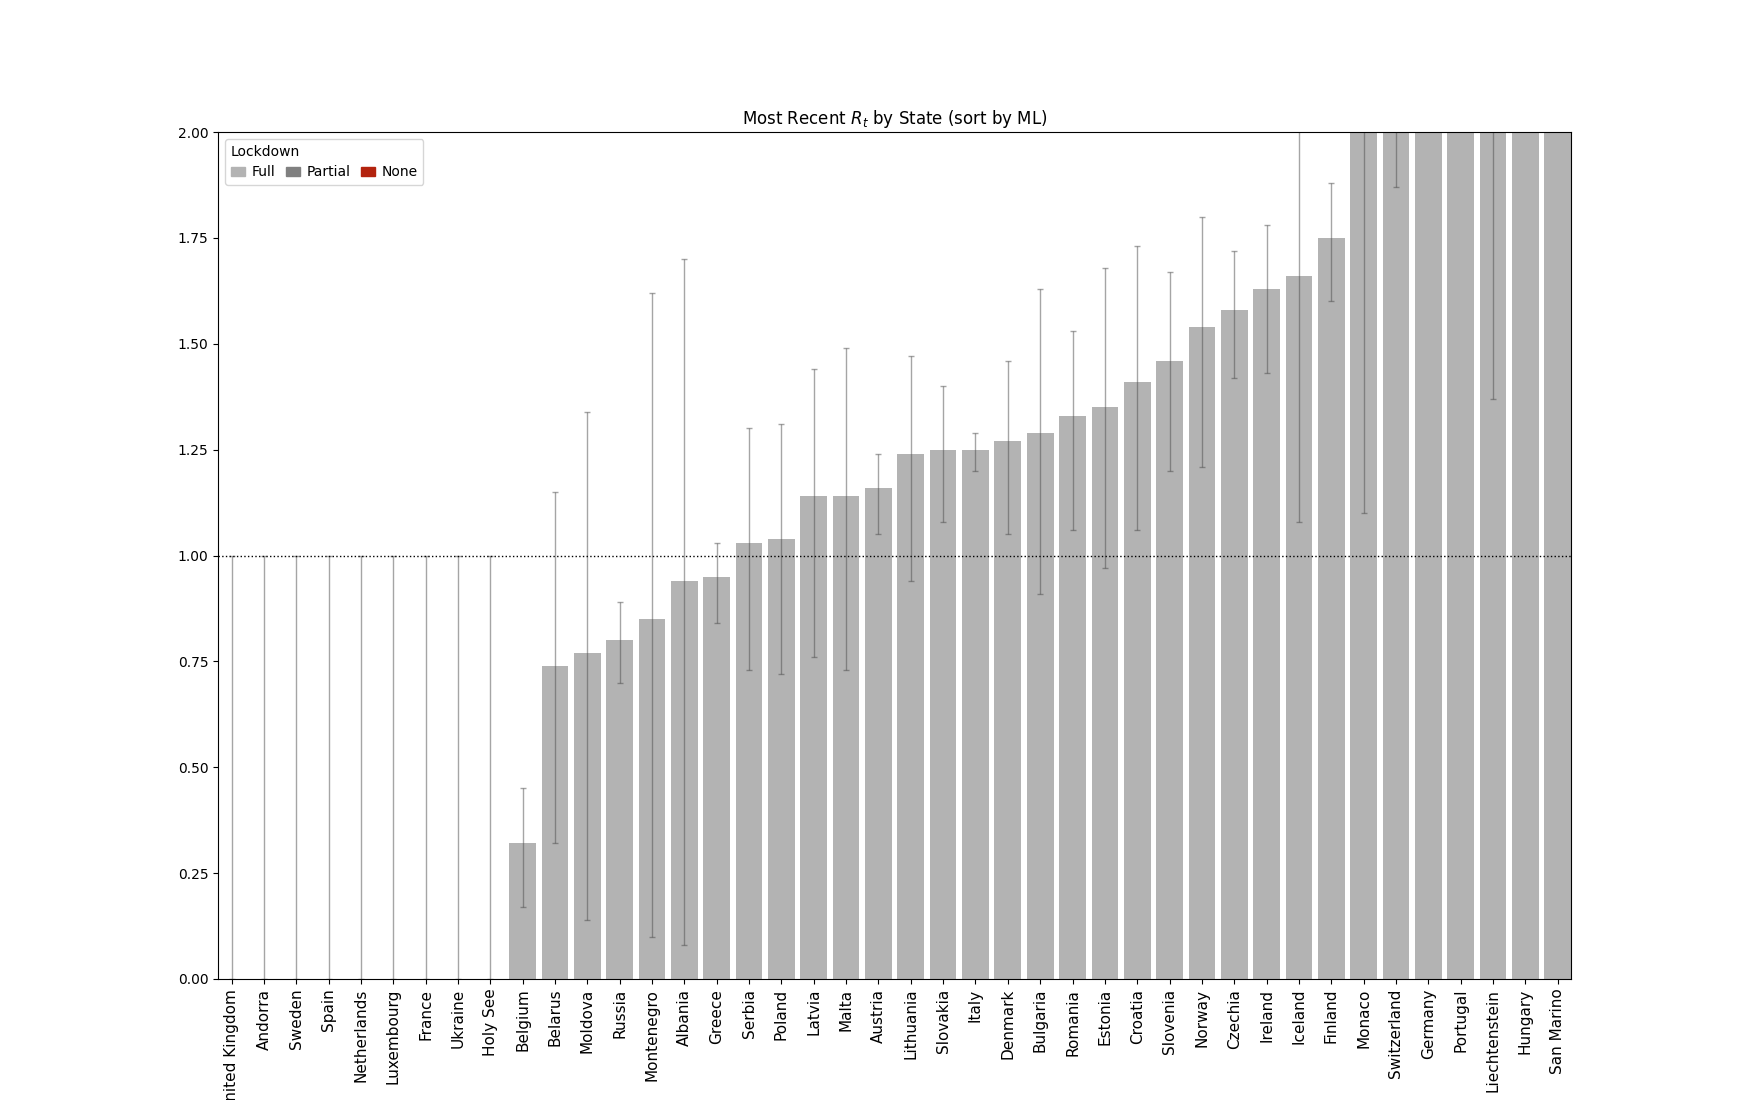 Most Recent Rt by State (sort by ML)
2.00
Lockdown
Full Partial None
1.75
1.50
1.25
1.00
0.75
0.50
0.25
0.00
nited Kingdom
Andorra
Sweden
Spain
Netherlands
Luxembourg
France
Ukraine
Holy See
Belgium
Belarus
Moldova
Russia
Montenegro
Albania
Greece
Serbia
Poland
Latvia
Malta
Austria
Lithuania
Slovakia
Italy
Denmark
Bulgaria
Romania
Estonia
Croatia
Slovenia
Norway
Czechia
Ireland
Iceland
Finland
Monaco
Switzerland
Germany
Portugal
Liechtenstein
Hungary
San Marino